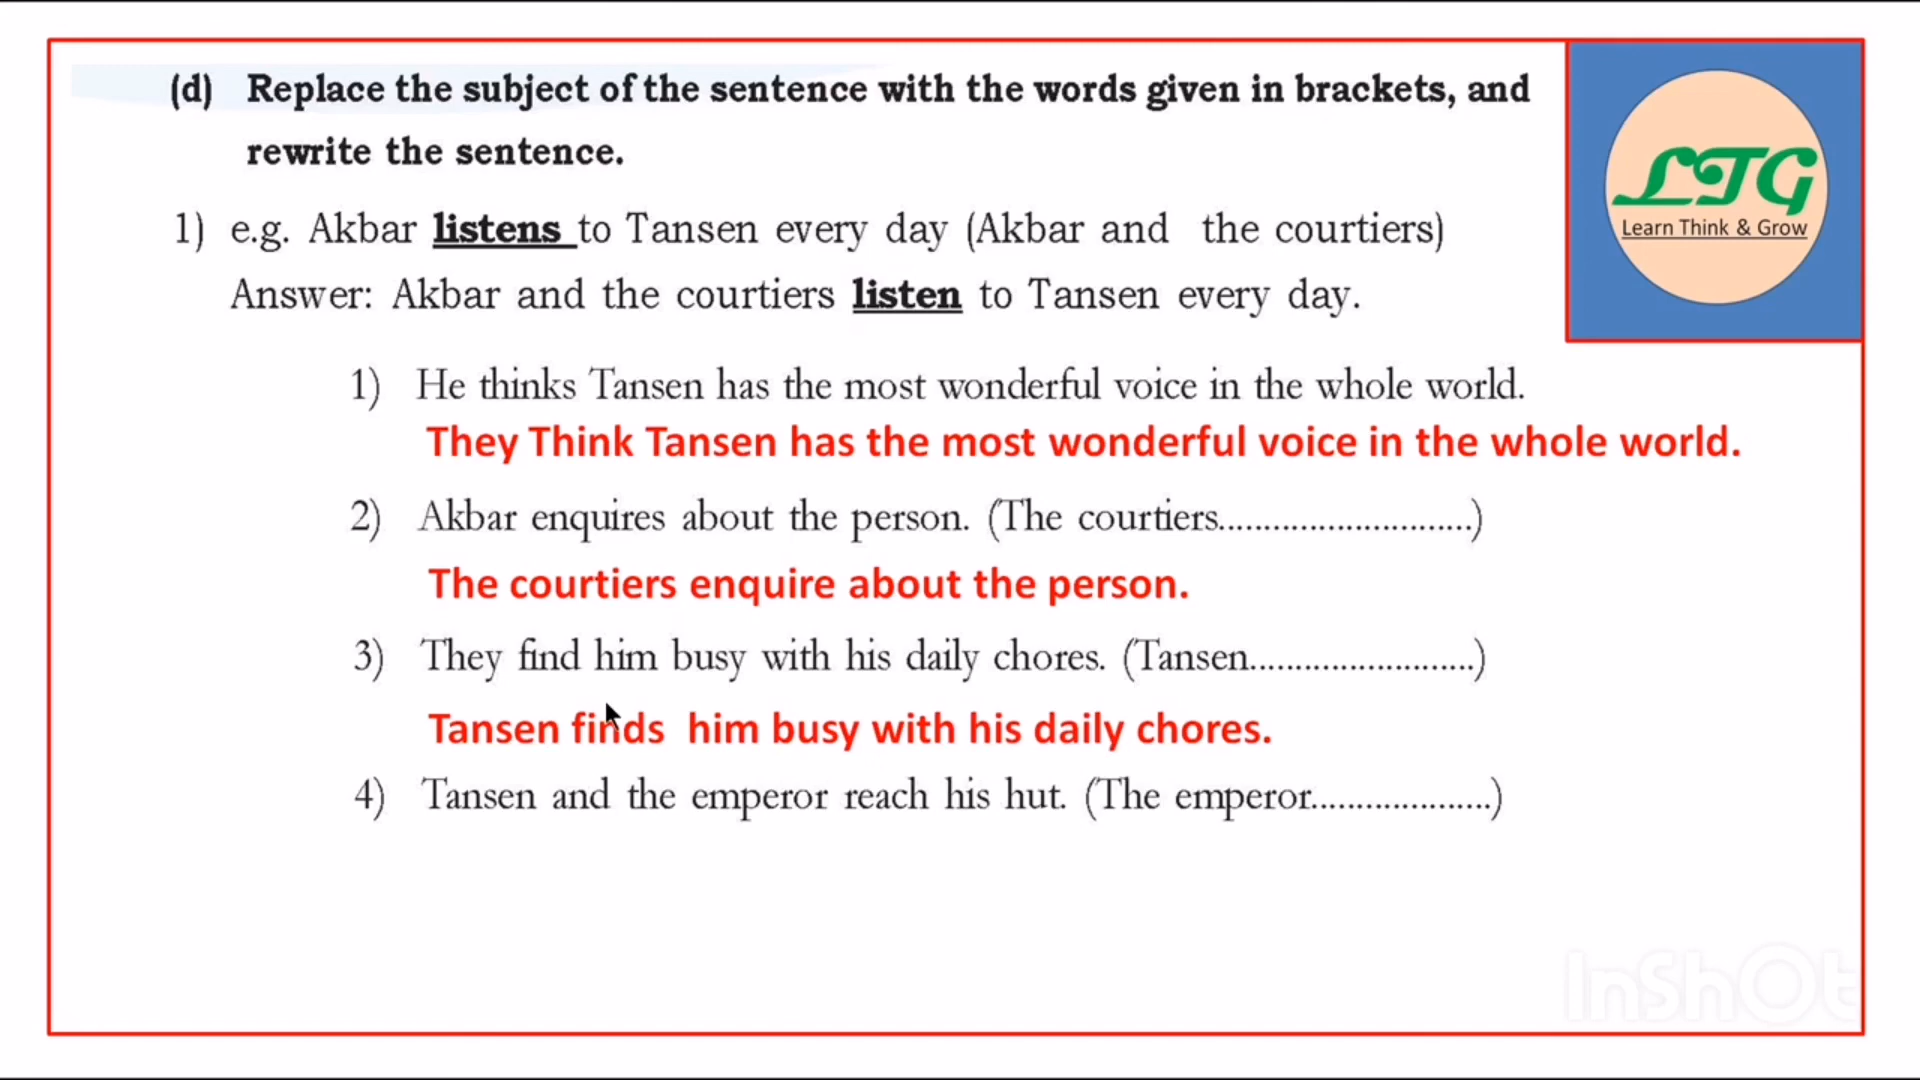 (d) Replace the subject of the sentence with the words given in brackets, and
rewrite the sentence.
LTG
Learn Think & Grow
1) e.g. Akbar listens to Tansen every day (Akbar and the courtiers)
Answer: Akbar and the courtiers listen to Tansen every day.
1) He thinks Tansen has the most wonderful voice in the whole world.
They Think Tansen has the most wonderful voice in the whole world.
2) Akbar enquires about the person. (The courtiers............................)
The courtiers enquire about the person.
3) They find him busy with his daily chores. (Tansen.........................)
Tansen finds him busy with his daily chores.
4) Tansen and the emperor reach his hut. (The emperor....................)
InShOt